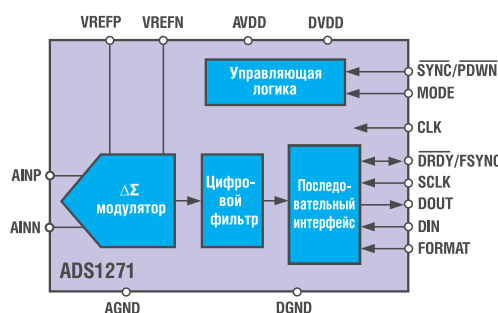 VREFP
VREFN
AVDD
DVDD
Управляющая
логика
SYNC/PDWN
MODE
CLK
AINP
AINN
ΔΣ
модулятор
Цифро-
вой
фильтр
Последо-
вательный
интерфейс
DRDY/FSYNC
SCLK
DOUT
DIN
FORMAT
ADS1271
AGND
DGND